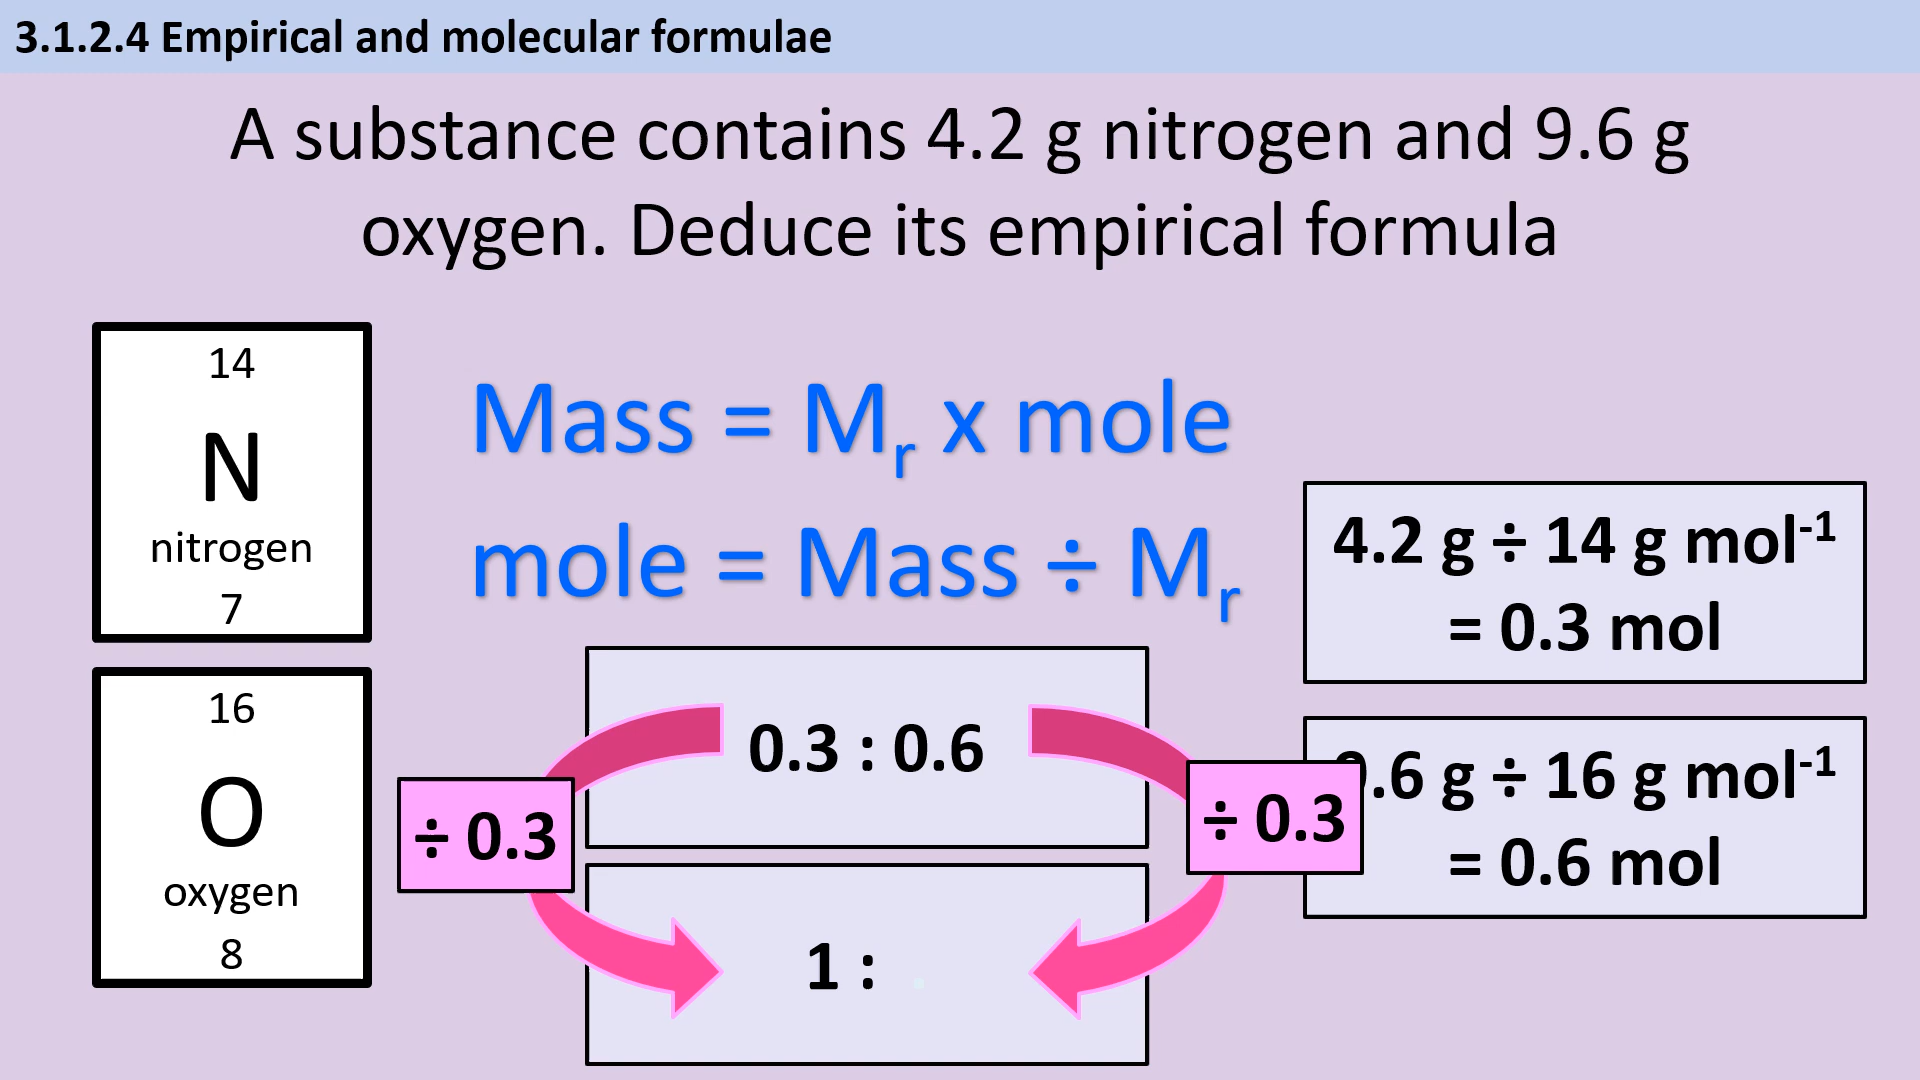 3.1.2.4 Empirical and molecular formulae
A substance contains 4.2 g nitrogen and 9.6 g
oxygen. Deduce its empirical formula
14
N
nitrogen
7
16
O
oxygen
8
Mass = Mᵣ x mole
mole = Mass ÷ Mᵣ
4.2 g ÷ 14 g mol⁻¹
= 0.3 mol
.6 g ÷ 16 g mol⁻¹
= 0.6 mol
0.3 : 0.6
÷ 0.3
÷ 0.3
1 :